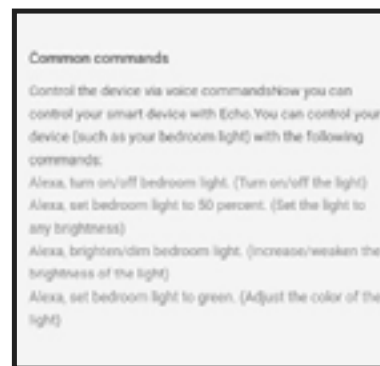 Common commands
Control the device via voice commandsNow you can
control your smart device with Echo.You can control your
device (such as your bedroom light) with the following
commands:
Alexa, turn on/off bedroom light. (Turn on/off the light)
Alexa, set bedroom light to 50 percent. (Set the light to
any brightness)
Alexa, brighten/dim bedroom light. (Increase/weaken the
brightness of the light)
Alexa, set bedroom light to green. (Adjust the color of the
light)